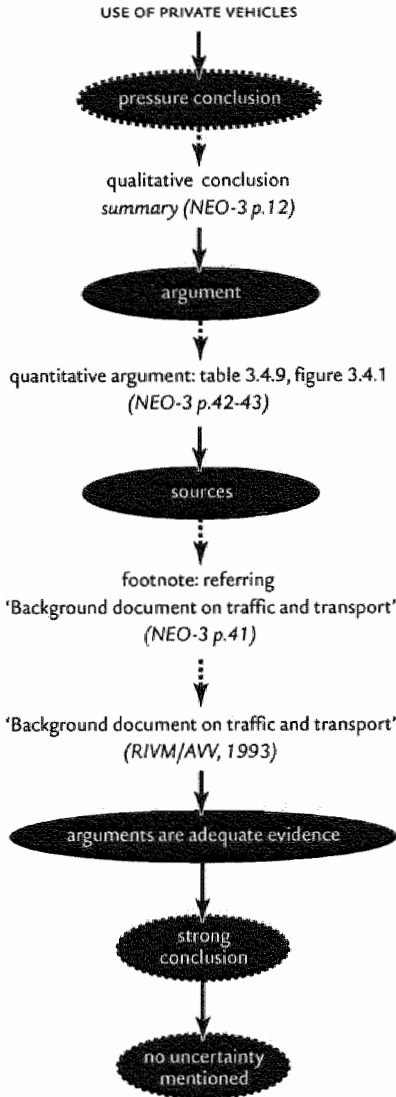 USE OF PRIVATE VEHICLES
pressure conclusion
qualitative conclusion
summary (NEO-3 p.12)
argument
quantitative argument: table 3.4.9, figure 3.4.1
(NEO-3 p.42-43)
sources
footnote: referring
'Background document on traffic and transport'
(NEO-3 p.41)
'Background document on traffic and transport'
(RIVM/AVV, 1993)
arguments are adequate evidence
strong
conclusion
no uncertainty
mentioned